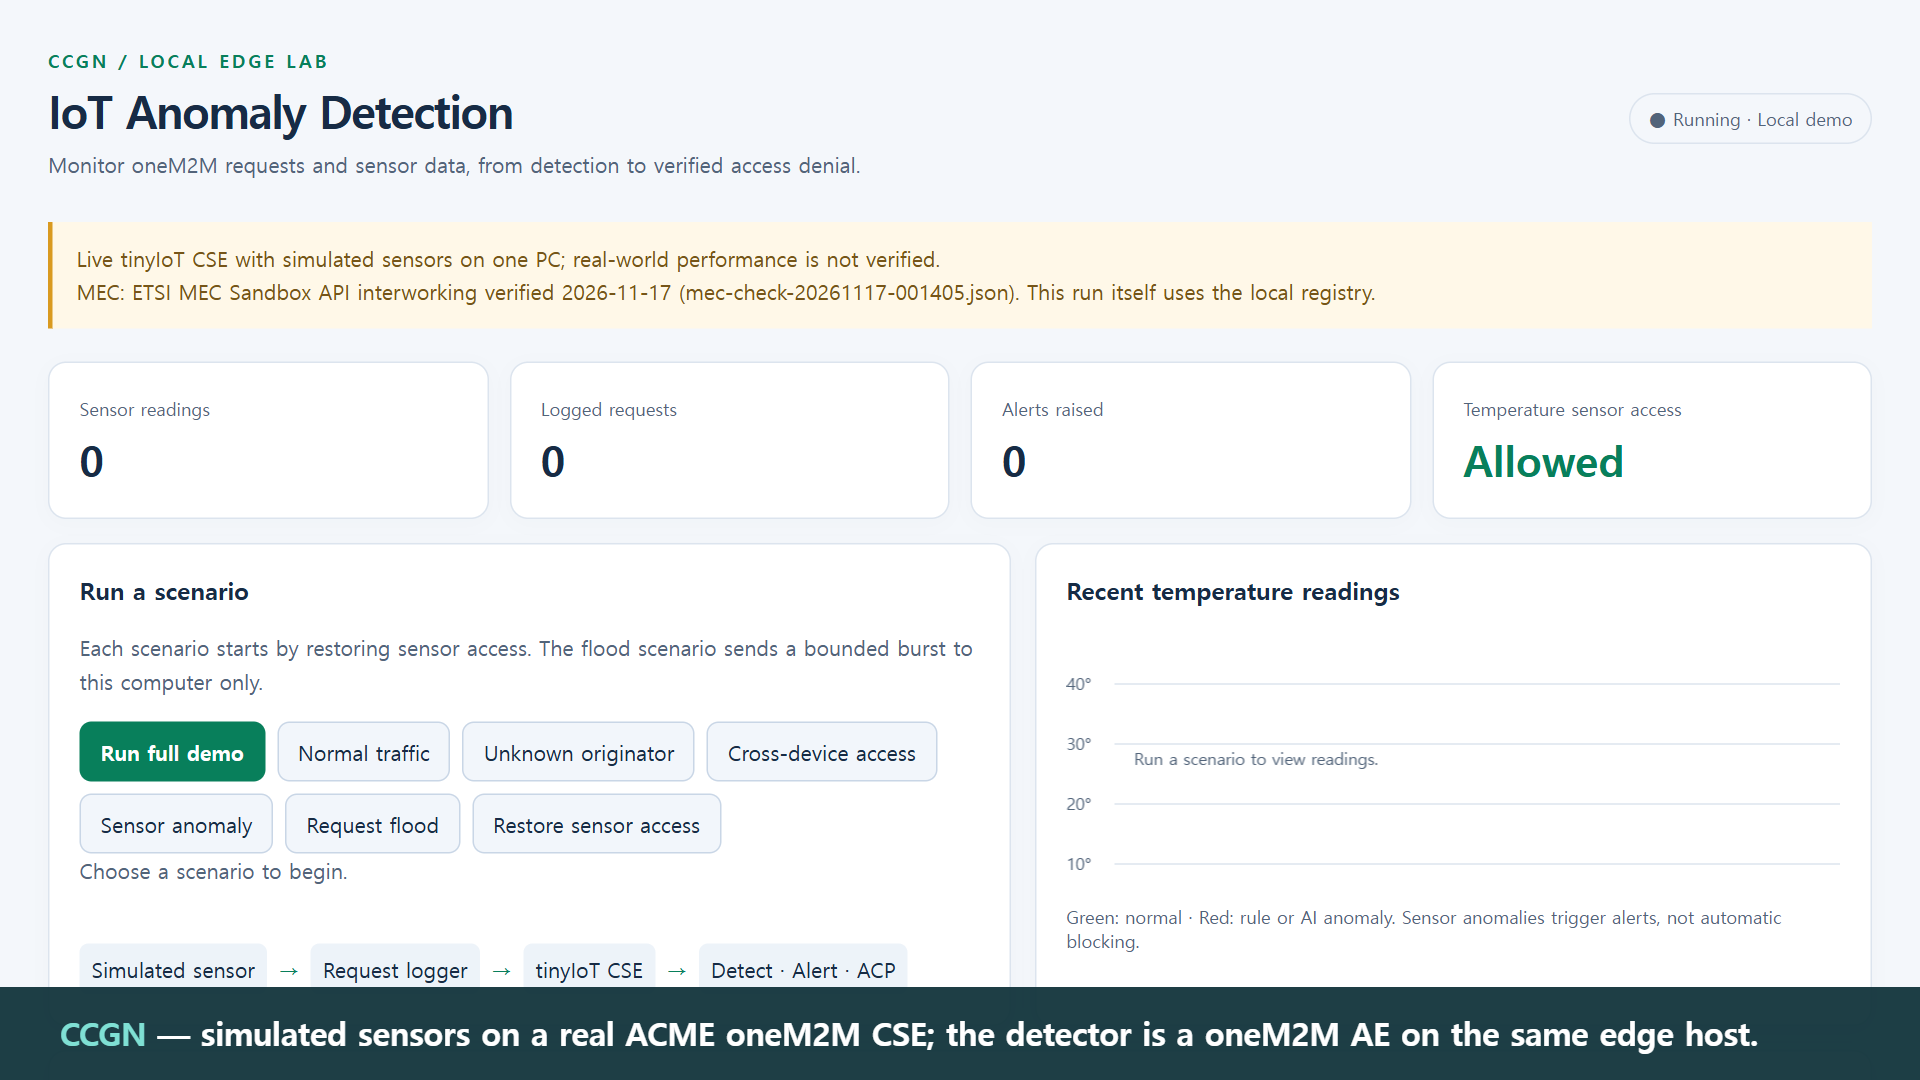 CCGN / LOCAL EDGE LAB
IoT Anomaly Detection
Monitor oneM2M requests and sensor data, from detection to verified access denial.
● Running · Local demo
Live tinyIoT CSE with simulated sensors on one PC; real-world performance is not verified.
MEC: ETSI MEC Sandbox API interworking verified 2026-11-17 (mec-check-20261117-001405.json). This run itself uses the local registry.
Sensor readings
0
Logged requests
0
Alerts raised
0
Temperature sensor access
Allowed
Run a scenario
Each scenario starts by restoring sensor access. The flood scenario sends a bounded burst to
this computer only.
Run full demo
Normal traffic
Unknown originator
Cross-device access
Sensor anomaly
Request flood
Restore sensor access
Choose a scenario to begin.
Simulated sensor → Request logger → tinyIoT CSE → Detect · Alert · ACP
Recent temperature readings
40°
30°
Run a scenario to view readings.
20°
10°
Green: normal · Red: rule or AI anomaly. Sensor anomalies trigger alerts, not automatic
blocking.
CCGN — simulated sensors on a real ACME oneM2M CSE; the detector is a oneM2M AE on the same edge host.